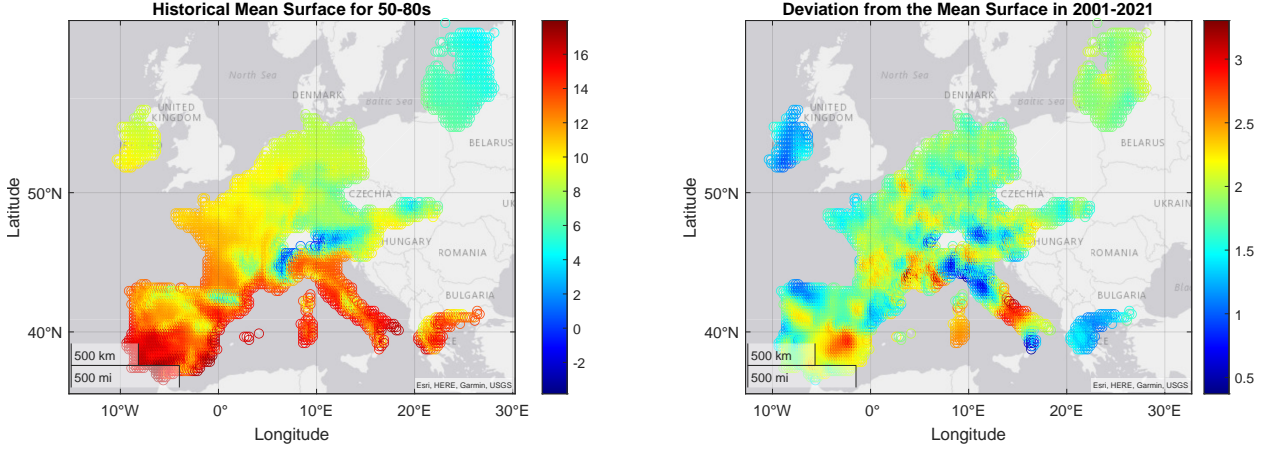 Historical Mean Surface for 50-80s
North Sea
DENMARK
Baltic Sea
UNITED
KINGDOM
BELARUS
CZECHIA
HUNGARY
ROMANIA
BULGARIA
50°N
40°N
Latitude
500 km
500 mi
Esri, HERE, Garmin, USGS
10°W
0°
10°E
20°E
30°E
Longitude
16
14
12
10
8
6
4
2
0
-2
Deviation from the Mean Surface in 2001-2021
North Sea
DENMARK
Baltic Sea
UNITED
KINGDOM
BELARUS
CZECHIA
UKRAIN
HUNGARY
ROMANIA
BULGARIA
50°N
40°N
Latitude
500 km
500 mi
Esri, HERE, Garmin, USGS
10°W
0°
10°E
20°E
30°E
Longitude
3
2.5
2
1.5
1
0.5